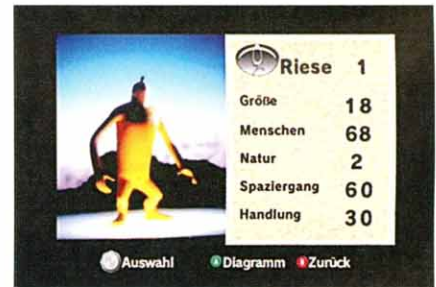 Riese 1
Größe 18
Menschen 68
Natur 2
Spaziergang 60
Handlung 30
Auswahl Diagramm Zurück